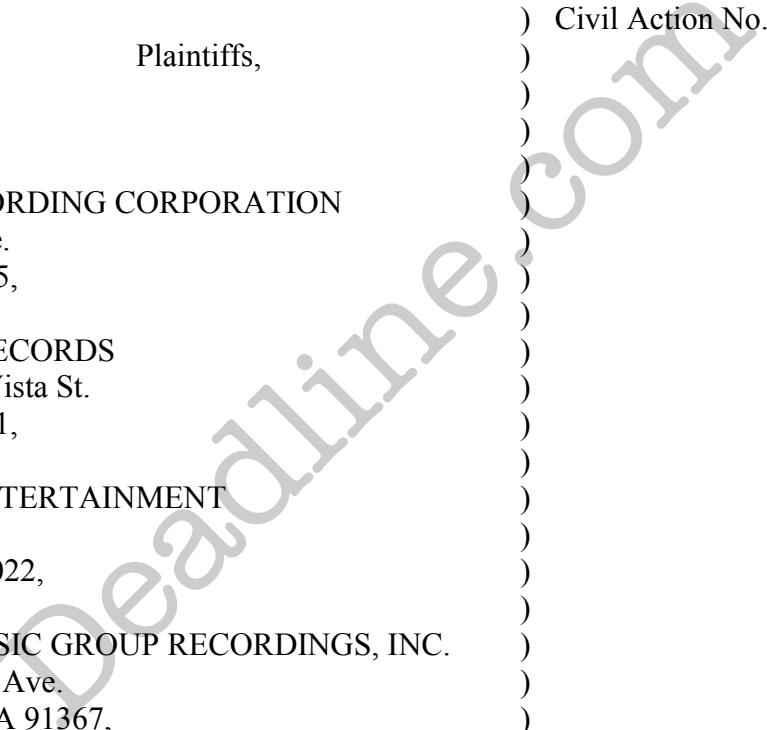 ) Civil Action No.
Plaintiffs, )
)
)
)
ORDING CORPORATION )
e. )
5, )
)
ECORDS )
Vista St. )
1, )
)
TERTAINMENT )
)
022, )
)
SIC GROUP RECORDINGS, INC. )
Ave. )
A 91367, )
Deadline.com